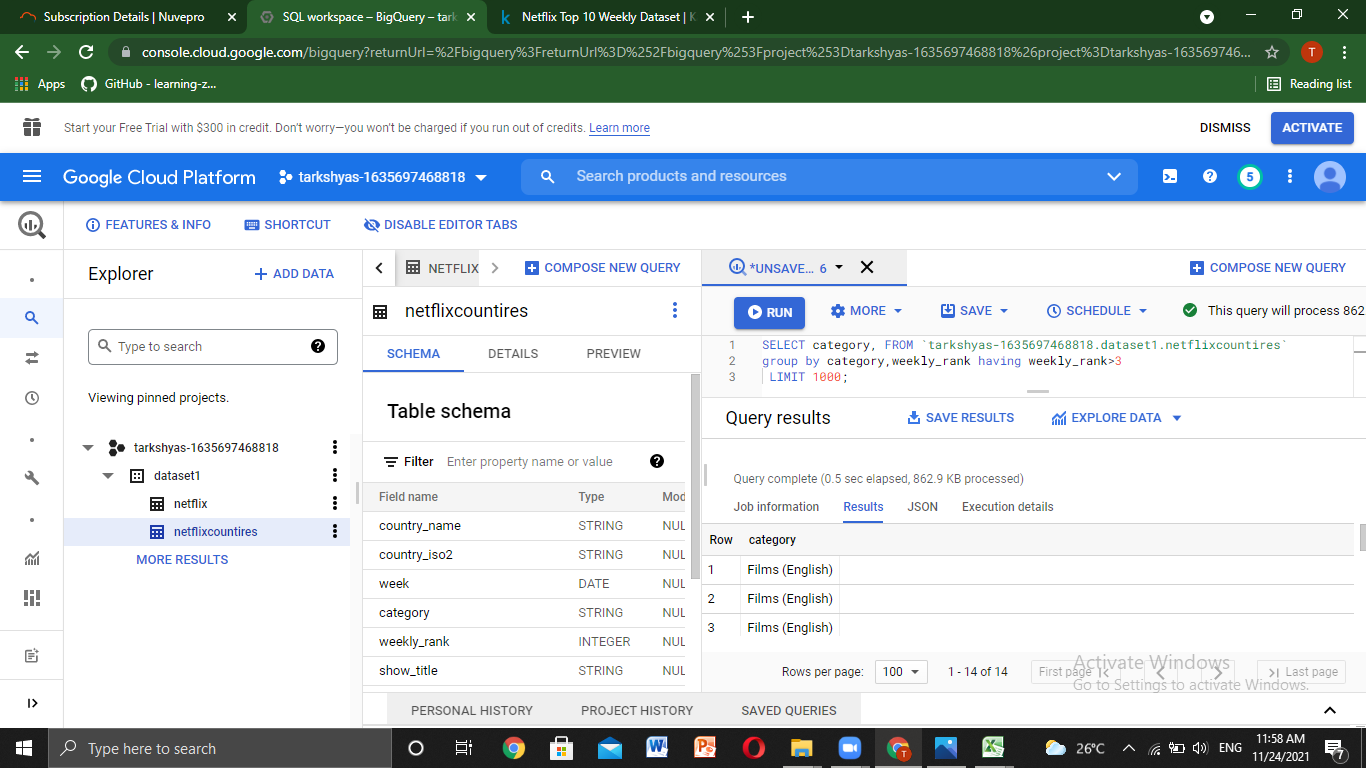 Subscription Details | Nuvepro
SQL workspace – BigQuery – tark
Netflix Top 10 Weekly Dataset | K
console.cloud.google.com/bigquery?returnUrl=%2Fbigquery%3FreturnUrl%3D%252Fbigquery%253Fproject%253Dtarkshyas-1635697468818%26project%3Dtarkshyas-163569746...
T
Apps
GitHub - learning-z...
Reading list
Start your Free Trial with $300 in credit. Don't worry—you won't be charged if you run out of credits. Learn more
DISMISS
ACTIVATE
Google Cloud Platform
tarkshyas-1635697468818
Search products and resources
5
FEATURES & INFO
SHORTCUT
DISABLE EDITOR TABS
Explorer
+ ADD DATA
Type to search
Viewing pinned projects.
tarkshyas-1635697468818
dataset1
netflix
netflixcountires
MORE RESULTS
NETFLIX
COMPOSE NEW QUERY
netflixcountires
SCHEMA
DETAILS
PREVIEW
Table schema
Filter Enter property name or value
Field name Type Mod
country_name STRING NUL
country_iso2 STRING NUL
week DATE NUL
category STRING NUL
weekly_rank INTEGER NUL
show_title STRING NUL
*UNSAVE... 6
COMPOSE NEW QUERY
RUN
MORE
SAVE
SCHEDULE
This query will process 862
1 SELECT category, FROM `tarkshyas-1635697468818.dataset1.netflixcountires`
2 group by category,weekly_rank having weekly_rank>3
3 LIMIT 1000;
Query results
SAVE RESULTS
EXPLORE DATA
Query complete (0.5 sec elapsed, 862.9 KB processed)
Job information Results JSON Execution details
Row category
1 Films (English)
2 Films (English)
3 Films (English)
Rows per page: 100 1 - 14 of 14 First page Last page
Activate Windows
Go to Settings to activate Windows.
PERSONAL HISTORY PROJECT HISTORY SAVED QUERIES
Type here to search
26°C
ENG
11:58 AM
11/24/2021
7